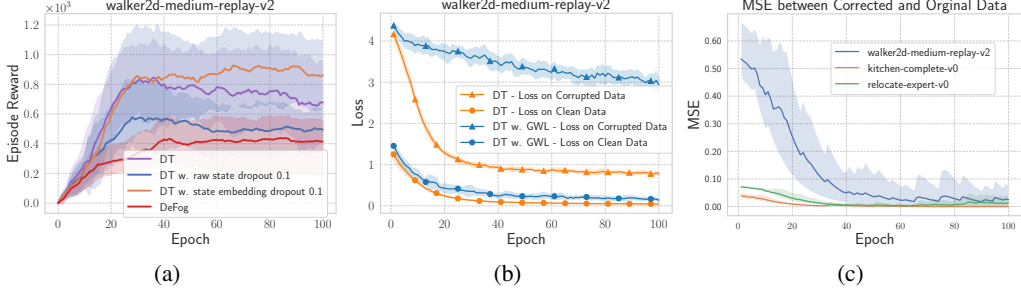 walker2d-medium-replay-v2
×10³
1.2
1.0
0.8
0.6
0.4
0.2
0.0
Episode Reward
DT
DT w. raw state dropout 0.1
DT w. state embedding dropout 0.1
DeFog
0 20 40 60 80 100
Epoch
(a)
walker2d-medium-replay-v2
4
3
2
1
0
Loss
DT - Loss on Corrupted Data
DT - Loss on Clean Data
DT w. GWL - Loss on Corrupted Data
DT w. GWL - Loss on Clean Data
0 20 40 60 80 100
Epoch
(b)
MSE between Corrected and Orginal Data
0.60
0.50
0.40
0.30
0.20
0.10
0.00
MSE
walker2d-medium-replay-v2
kitchen-complete-v0
relocate-expert-v0
0 20 40 60 80 100
Epoch
(c)